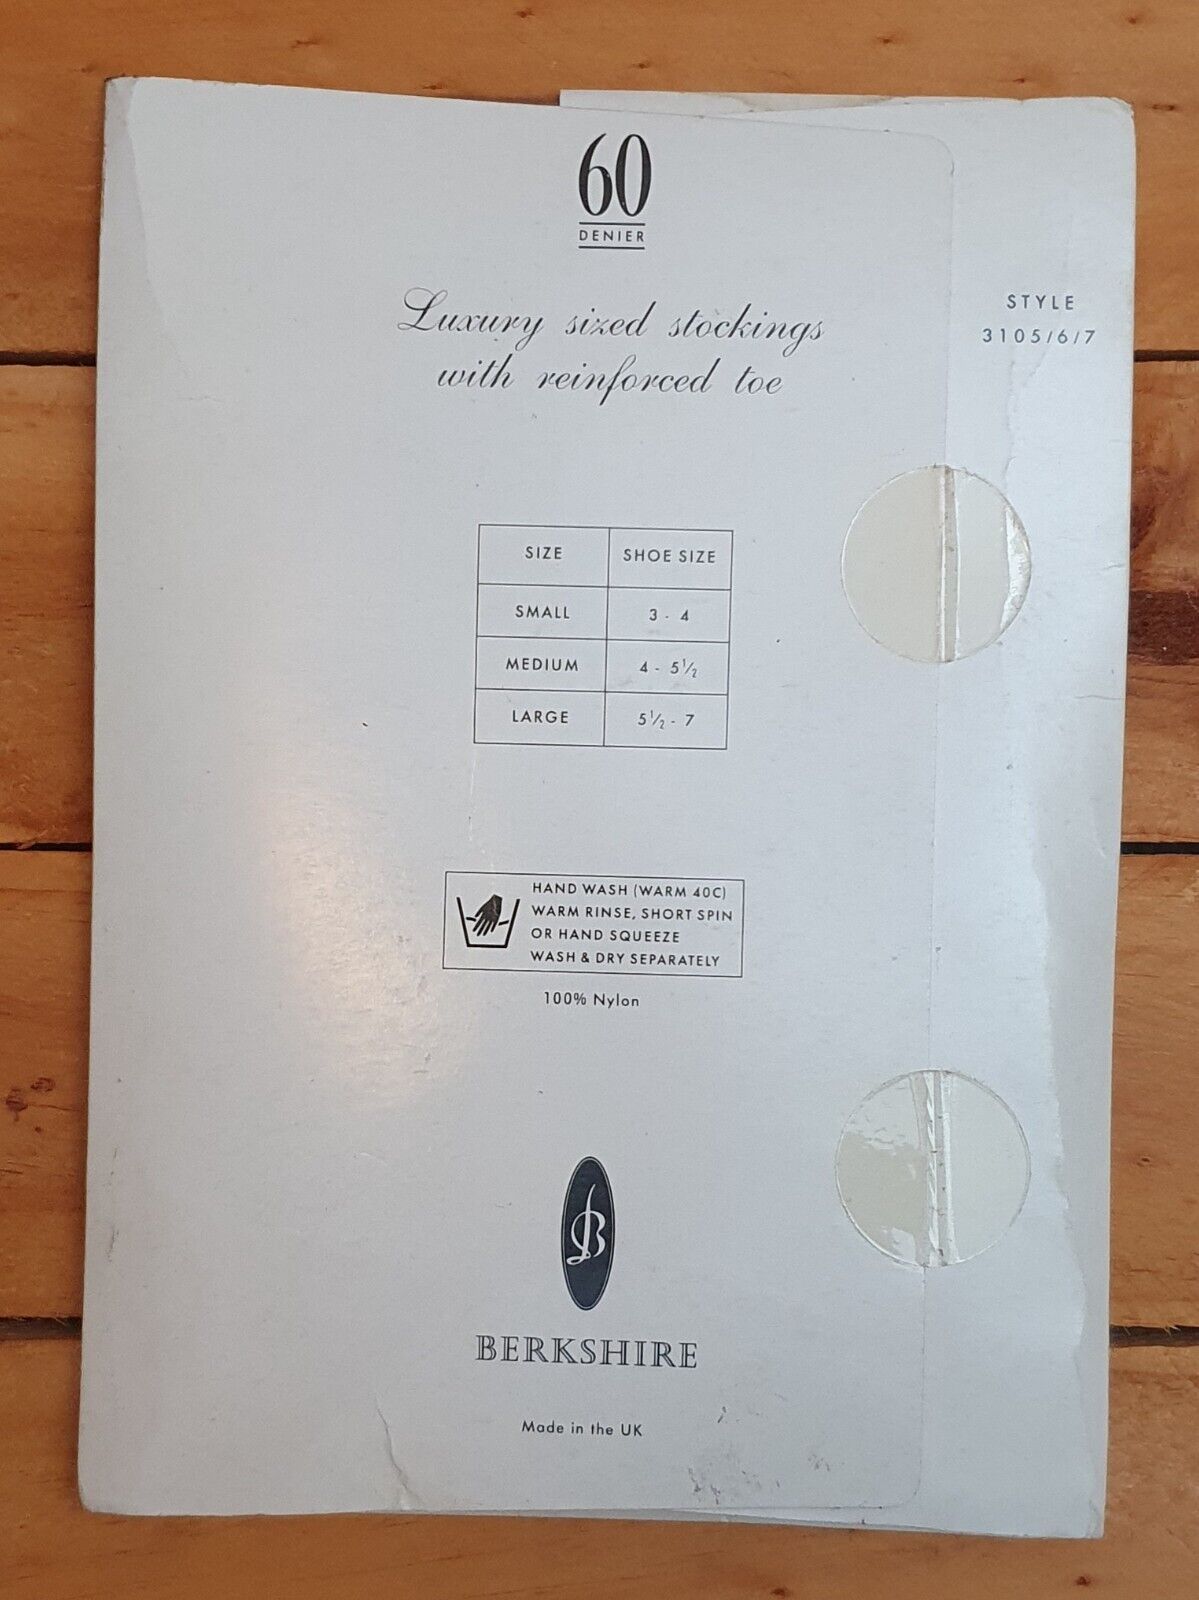 60
DENIER
Luxury sized stockings
with reinforced toe
STYLE
3105/6/7
SIZE SHOE SIZE
SMALL 3 - 4
MEDIUM 4 - 5½
LARGE 5½ - 7
HAND WASH (WARM 40C)
WARM RINSE, SHORT SPIN
OR HAND SQUEEZE
WASH & DRY SEPARATELY
100% Nylon
B
BERKSHIRE
Made in the UK